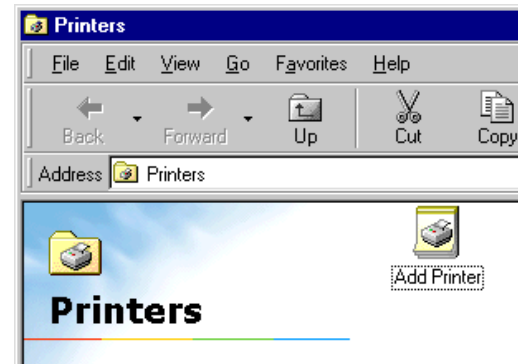 Printers
File Edit View Go Favorites Help
Back Forward Up Cut Copy
Address Printers
Add Printer
Printers